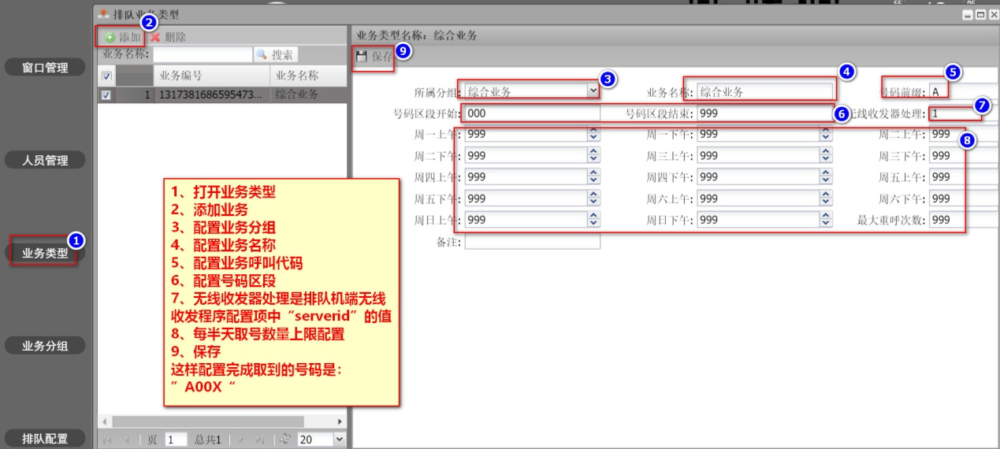 排队业务类型
2
添加 删除
业务名称: 搜索
业务编号 业务名称
1 1317381686595473... 综合业务
业务类型名称：综合业务
保存 9
3
4
5
所属分组: 综合业务 业务名称: 综合业务 号码前缀: A
号码区段开始: 000 号码区段结束: 999 6 无线收发器处理: 1 7
周一上午: 999 周一下午: 999 周二上午: 999
8
周二下午: 999 周三上午: 999 周三下午: 999
周四上午: 999 周四下午: 999 周五上午: 999
周五下午: 999 周六上午: 999 周六下午: 999
周日上午: 999 周日下午: 999 最大重呼次数: 999
备注:
窗口管理
人员管理
1
业务类型
业务分组
排队配置
1、打开业务类型
2、添加业务
3、配置业务分组
4、配置业务名称
5、配置业务呼叫代码
6、配置号码区段
7、无线收发器处理是排队机端无线
收发程序配置项中“serverid”的值
8、每半天取号数量上限配置
9、保存
这样配置完成取到的号码是：
”A00X “
页 1 总共1 20